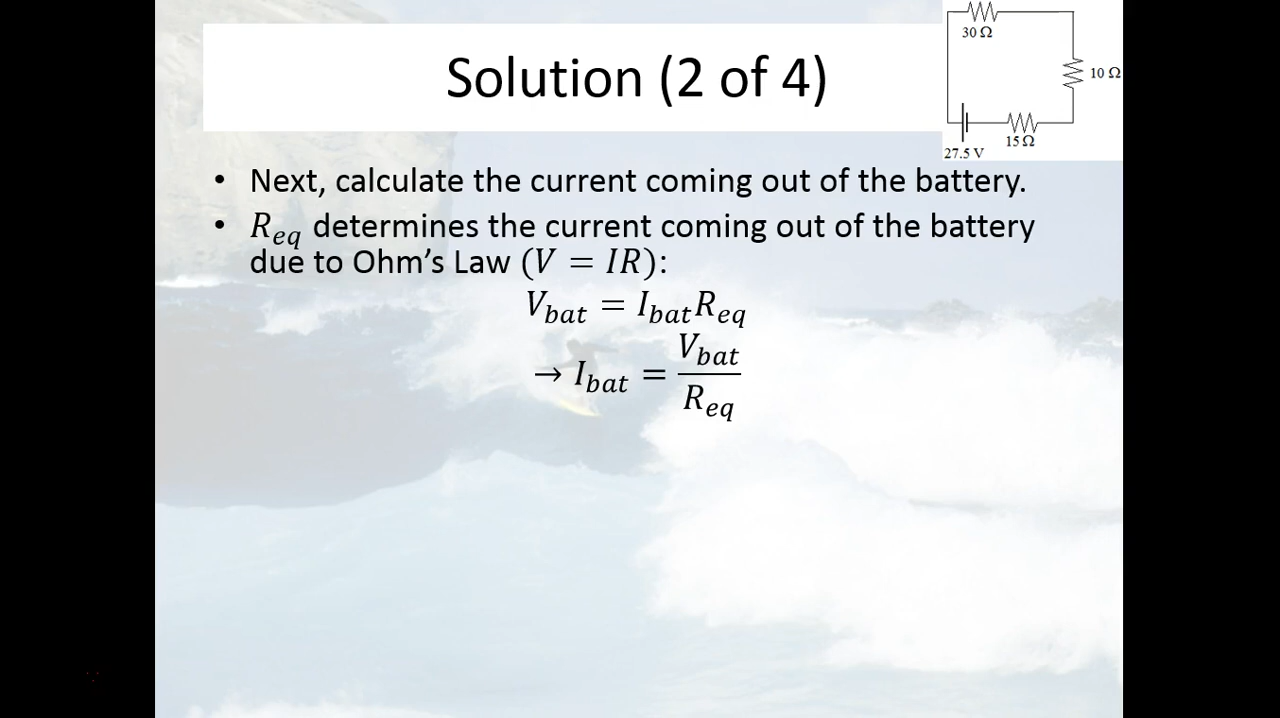 30 Ω
Solution (2 of 4)
10 Ω
15 Ω
27.5 V
• Next, calculate the current coming out of the battery.
• R_eq determines the current coming out of the battery
due to Ohm’s Law (V = IR):
V_bat = I_bat R_eq
→ I_bat = V_bat / R_eq